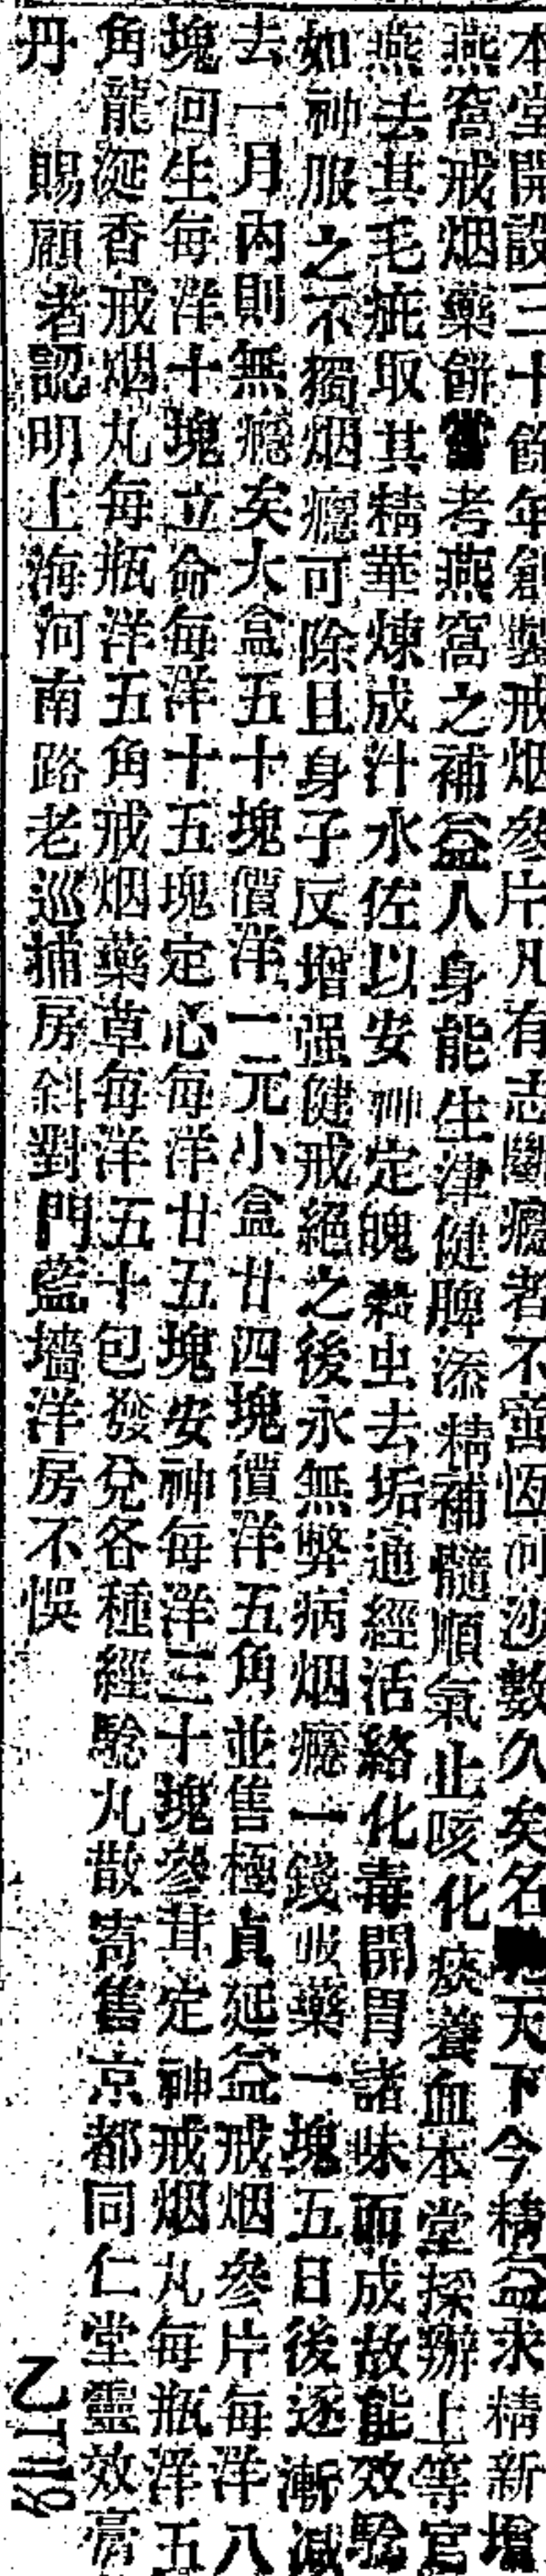 本堂開設三十餘年創製戒烟參片凡有志斷癮者不啻恆河沙數久矣名馳天下今精益求精新增
燕窩戒烟藥餅嘗考燕窩之補益人身能生津健脾添精補髓順氣止咳化痰養血本堂採辦上等官
燕去其毛疵取其精華煉成汁水佐以安神定魄殺虫去垢通經活絡化毒開胃諸味而成故能效驗
如神服之不獨烟癮可除且身子反增强健戒絕之後永無弊病烟癮一錢服藥一塊五日後逐漸減
去一月內則無癮矣大盒五十塊價洋一元小盒廿四塊價洋五角並售極眞延益戒烟參片每洋八
塊回生每洋十塊立命每洋十五塊定心每洋廿五塊安神每洋三十塊參茸定神戒烟丸每瓶洋五
角龍涎香戒烟丸每瓶洋五角戒烟藥草每洋五十包發兌各種經驗丸散寄售京都同仁堂靈效膏
丹 賜顧者認明上海河南路老巡捕房斜對門藍墻洋房不悞